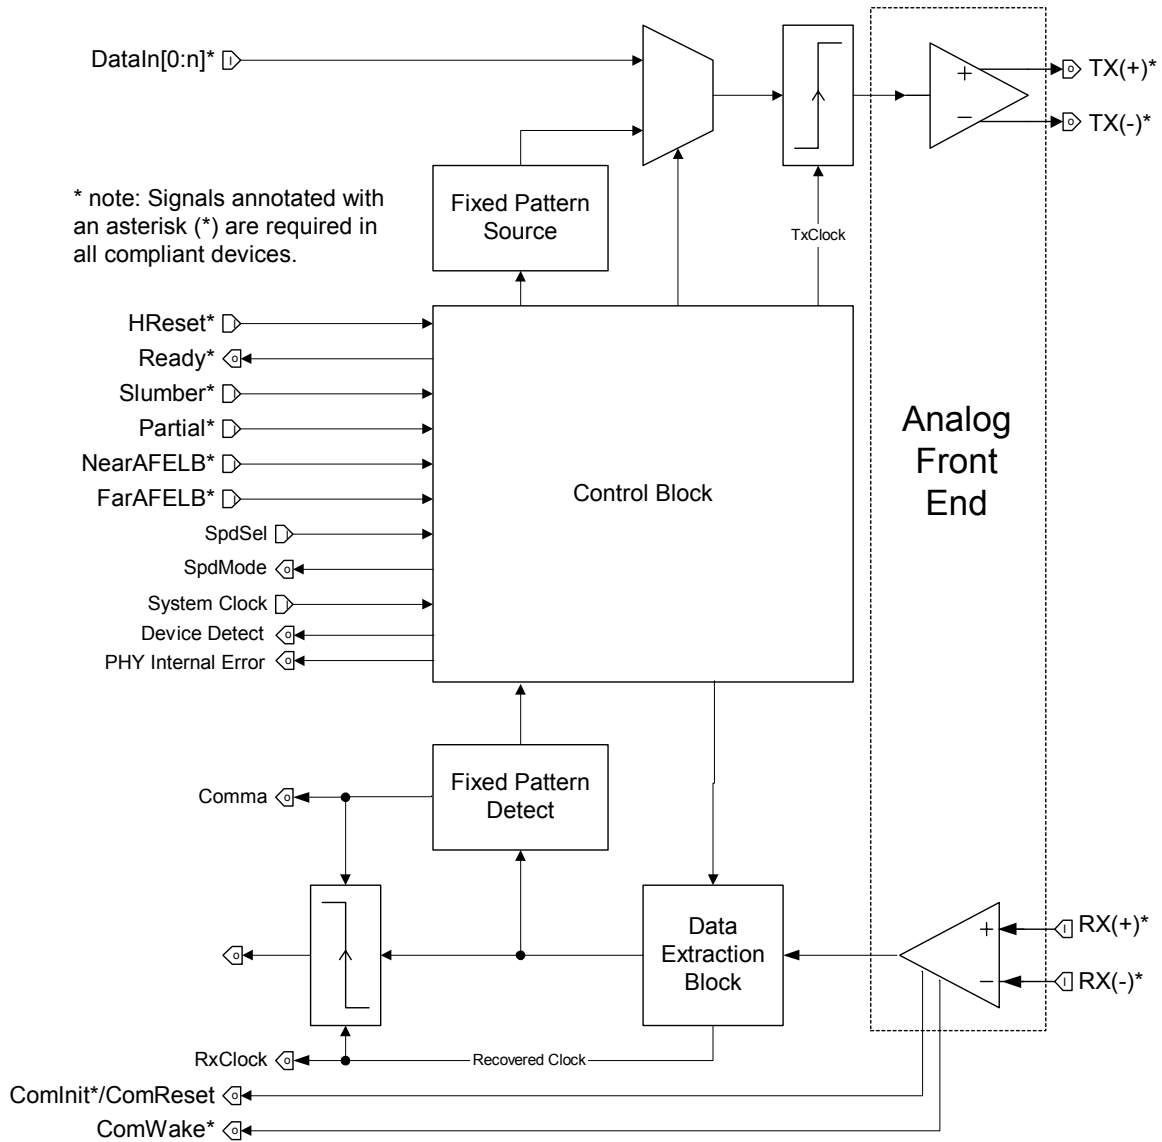 DataIn[0:n]*
I
+
-
O
TX(+)*
O
TX(-)*
* note: Signals annotated with
an asterisk (*) are required in
all compliant devices.
Fixed Pattern
Source
TxClock
HReset*
I
Ready*
O
Slumber*
I
Partial*
I
NearAFELB*
I
FarAFELB*
I
SpdSel
I
SpdMode
O
System Clock
I
Device Detect
O
PHY Internal Error
O
Control Block
Analog
Front
End
Fixed Pattern
Detect
Comma
O
Data
Extraction
Block
O
+
-
I
RX(+)*
I
RX(-)*
RxClock
O
Recovered Clock
ComInit*/ComReset
O
ComWake*
O